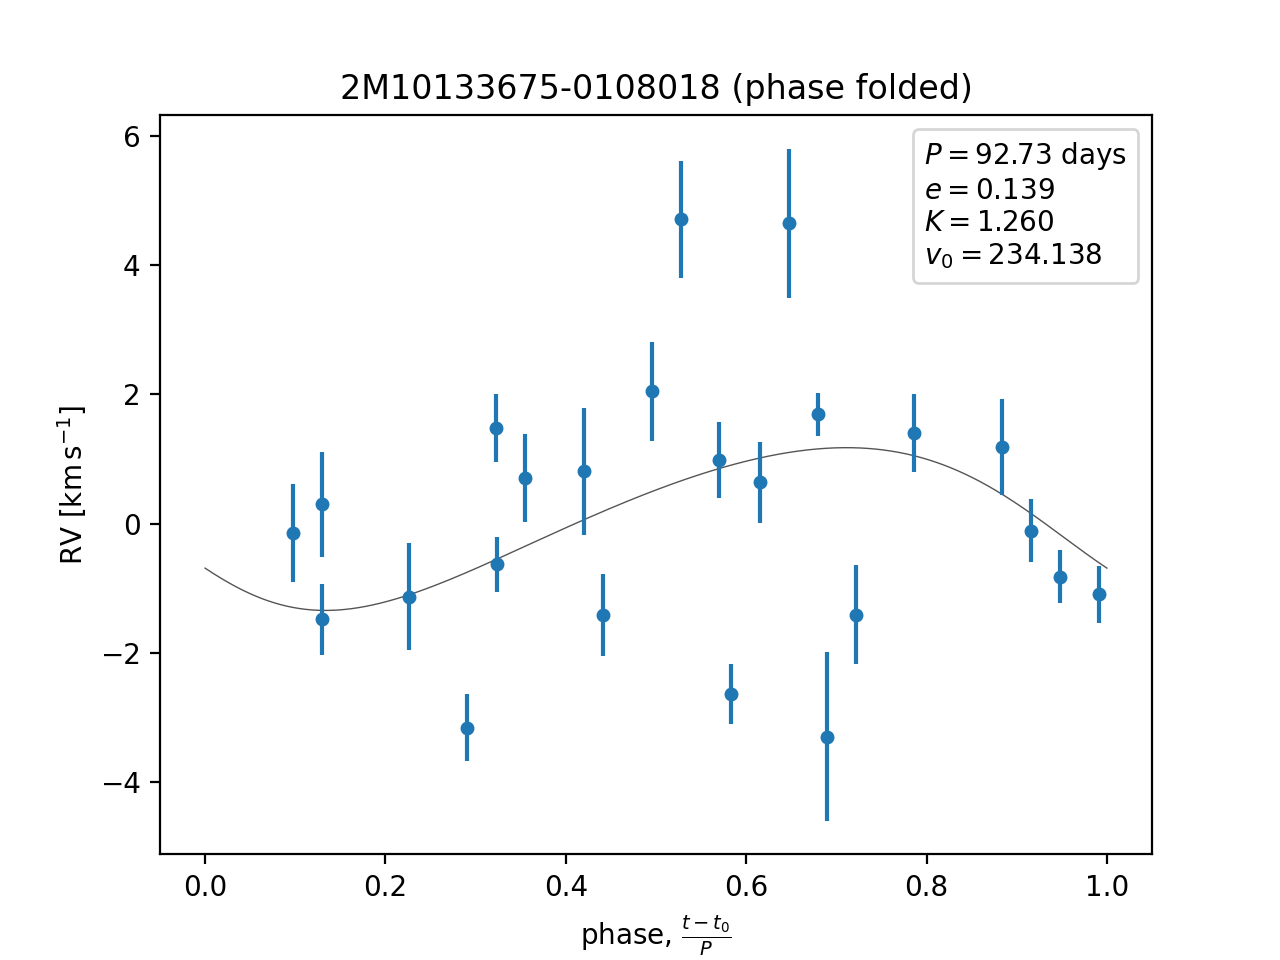 2M10133675-0108018 (phase folded)
P = 92.73 days
e = 0.139
K = 1.260
v₀ = 234.138
6
4
2
0
−2
−4
RV [km s⁻¹]
0.0 0.2 0.4 0.6 0.8 1.0
phase, (t − t₀)/P